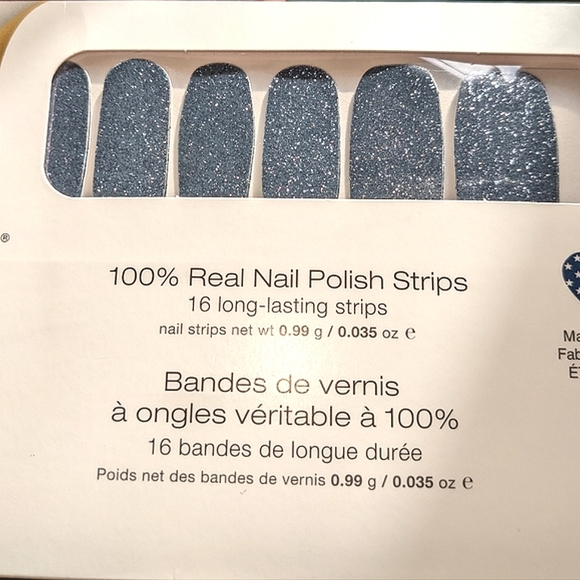 ®
100% Real Nail Polish Strips
16 long-lasting strips
nail strips net wt 0.99 g / 0.035 oz e
Bandes de vernis
à ongles véritable à 100%
16 bandes de longue durée
Poids net des bandes de vernis 0.99 g / 0.035 oz e